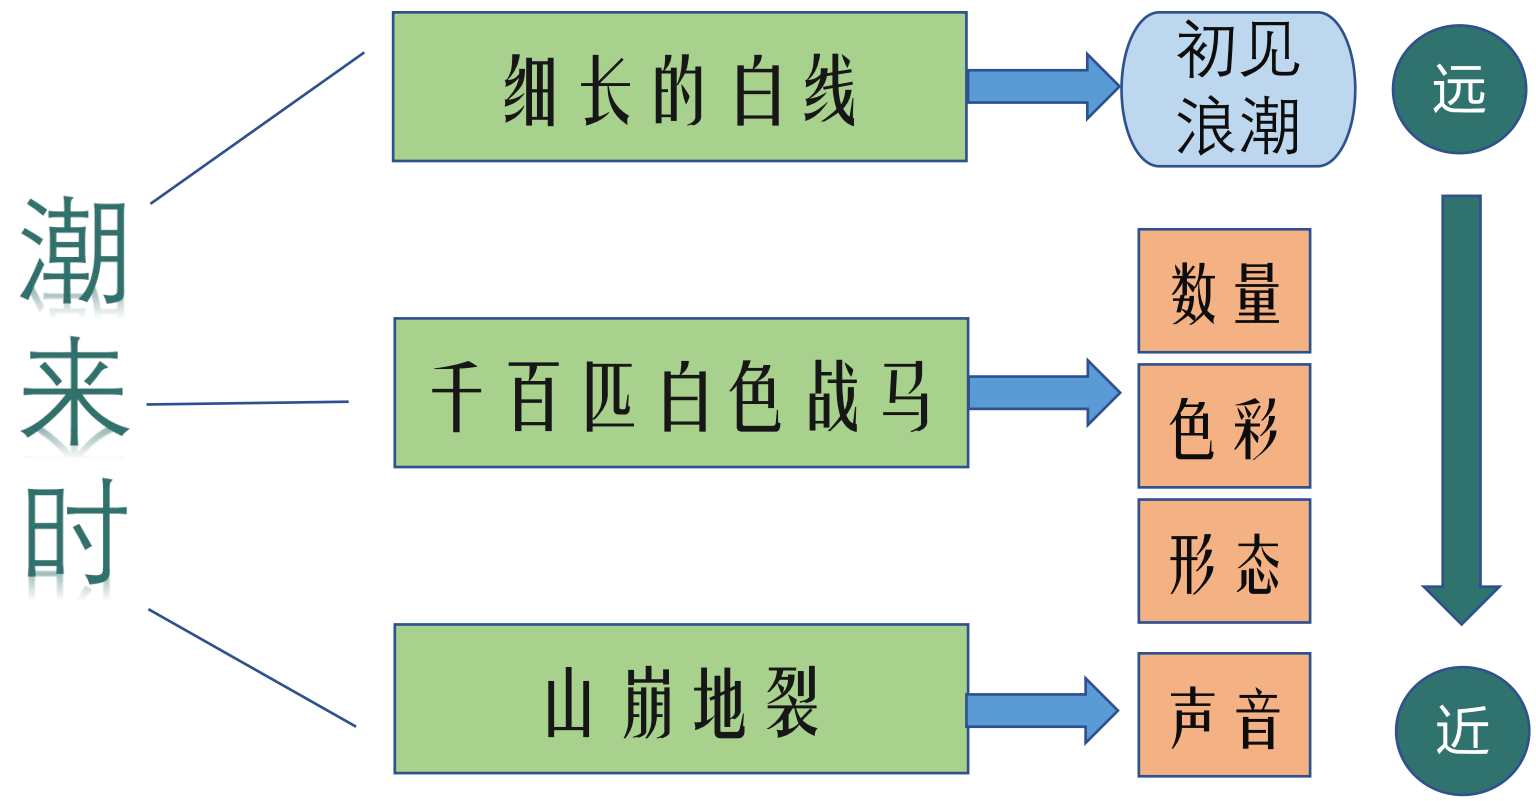 潮来时
细长的白线
初见
浪潮
远
千百匹白色战马
数量
色彩
形态
山崩地裂
声音
近